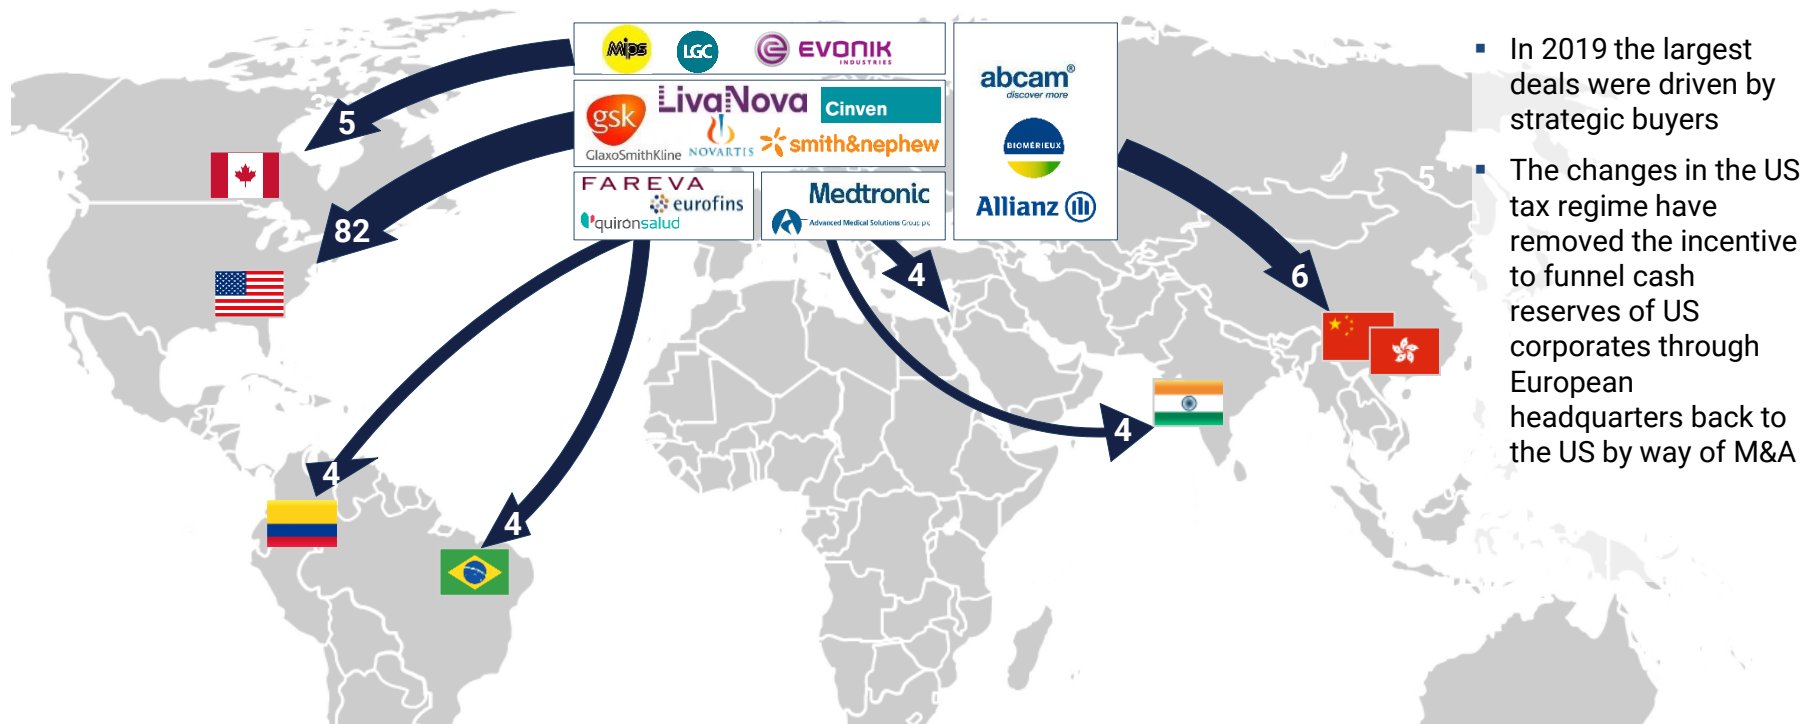 Mips
LGC
EVONIK
INDUSTRIES
gsk
GlaxoSmithKline
LivaNova
NOVARTIS
Cinven
smith&nephew
FAREVA
eurofins
quirónsalud
Medtronic
Advanced Medical Solutions Group plc
abcam®
discover more
BIOMÉRIEUX
Allianz
3
5
82
4
4
4
4
6
5
▪ In 2019 the largest
deals were driven by
strategic buyers
▪ The changes in the US
tax regime have
removed the incentive
to funnel cash
reserves of US
corporates through
European
headquarters back to
the US by way of M&A